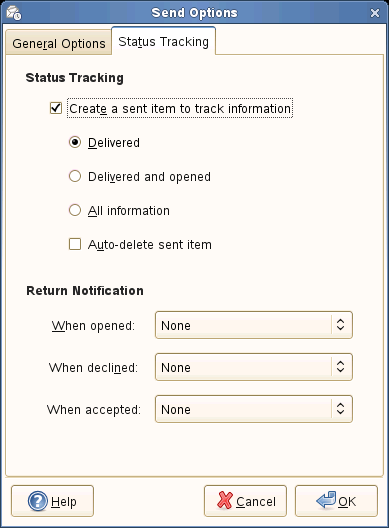 Send Options
General Options Status Tracking
Status Tracking
Create a sent item to track information
Delivered
Delivered and opened
All information
Auto-delete sent item
Return Notification
When opened: None
When declined: None
When accepted: None
Help Cancel OK